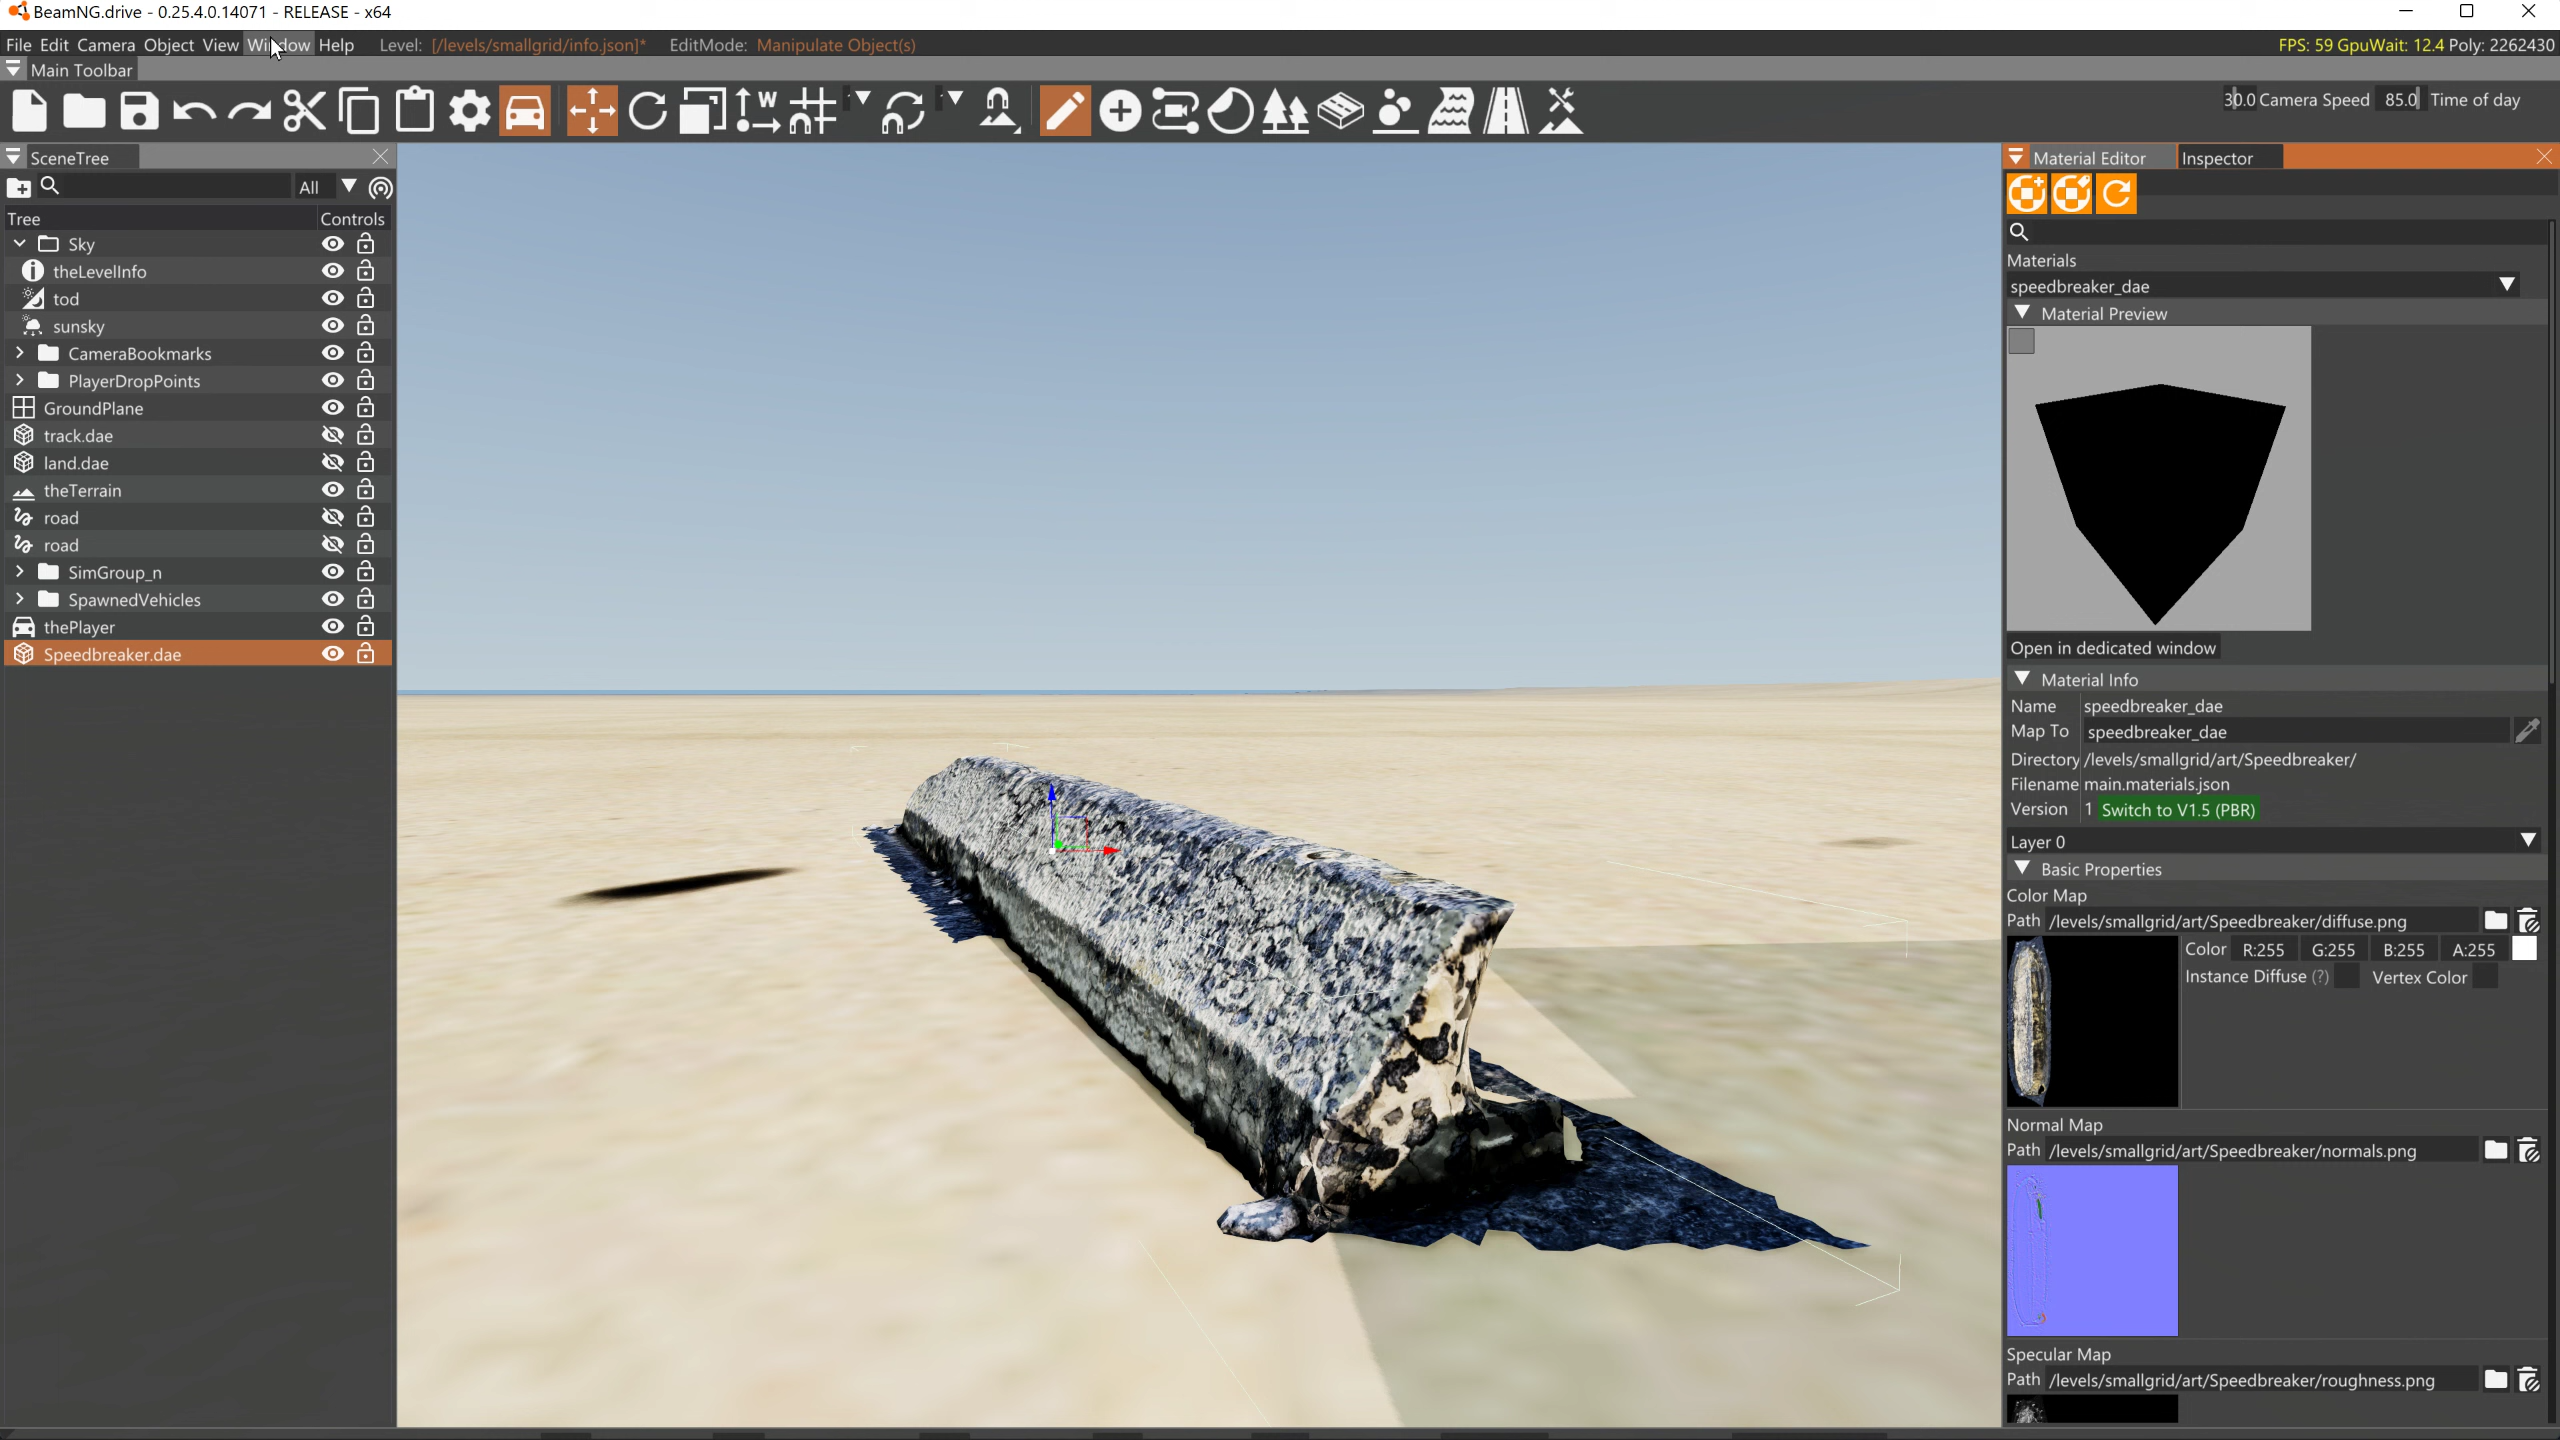 BeamNG.drive - 0.25.4.0.14071 - RELEASE - x64
File Edit Camera Object View Window Help Level: [/levels/smallgrid/info.json]* EditMode: Manipulate Object(s) FPS: 59 GpuWait: 12.4 Poly: 2262430
Main Toolbar
W
30.0 Camera Speed 85.0 Time of day
SceneTree
All
Tree Controls
Sky
theLevelInfo
tod
sunsky
CameraBookmarks
PlayerDropPoints
GroundPlane
track.dae
land.dae
theTerrain
road
road
SimGroup_n
SpawnedVehicles
thePlayer
Speedbreaker.dae
Material Editor Inspector
Materials
speedbreaker_dae
Material Preview
Open in dedicated window
Material Info
Name speedbreaker_dae
Map To speedbreaker_dae
Directory /levels/smallgrid/art/Speedbreaker/
Filename main.materials.json
Version 1 Switch to V1.5 (PBR)
Layer 0
Basic Properties
Color Map
Path /levels/smallgrid/art/Speedbreaker/diffuse.png
Color R:255 G:255 B:255 A:255
Instance Diffuse (?) Vertex Color
Normal Map
Path /levels/smallgrid/art/Speedbreaker/normals.png
Specular Map
Path /levels/smallgrid/art/Speedbreaker/roughness.png